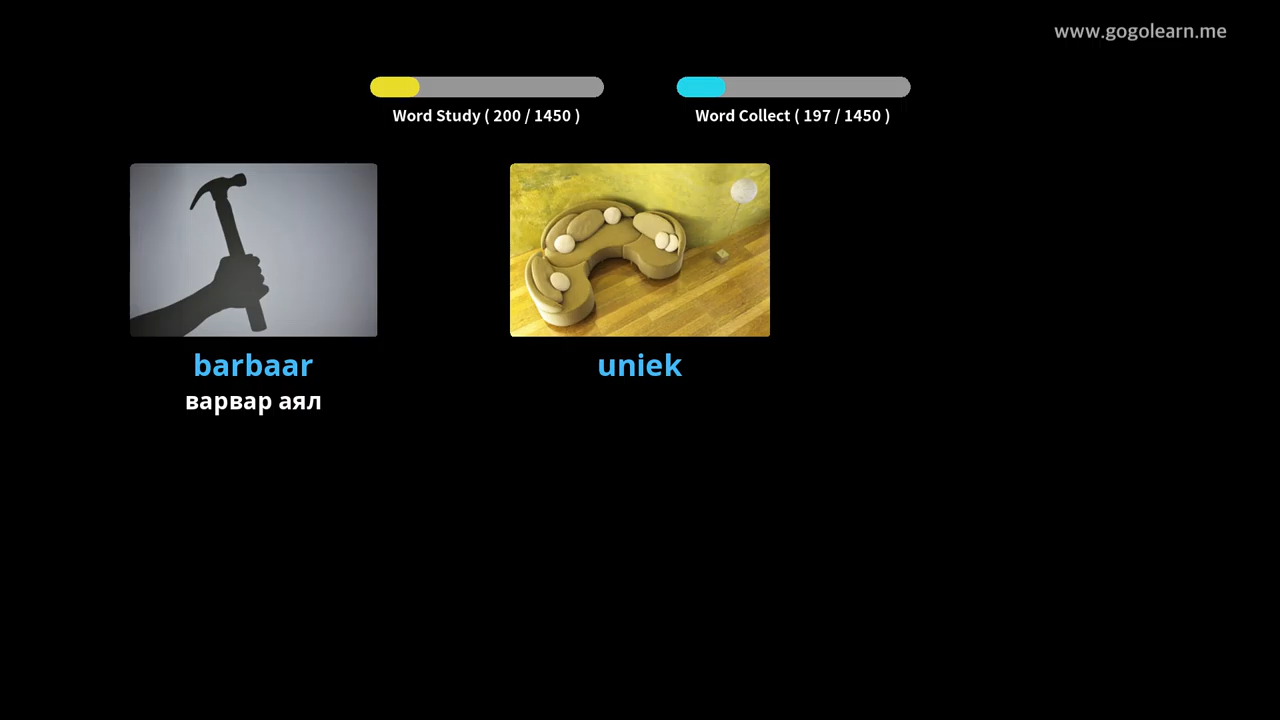 www.gogolearn.me
Word Study ( 200 / 1450 )
Word Collect ( 197 / 1450 )
barbaar
варвар аял
uniek